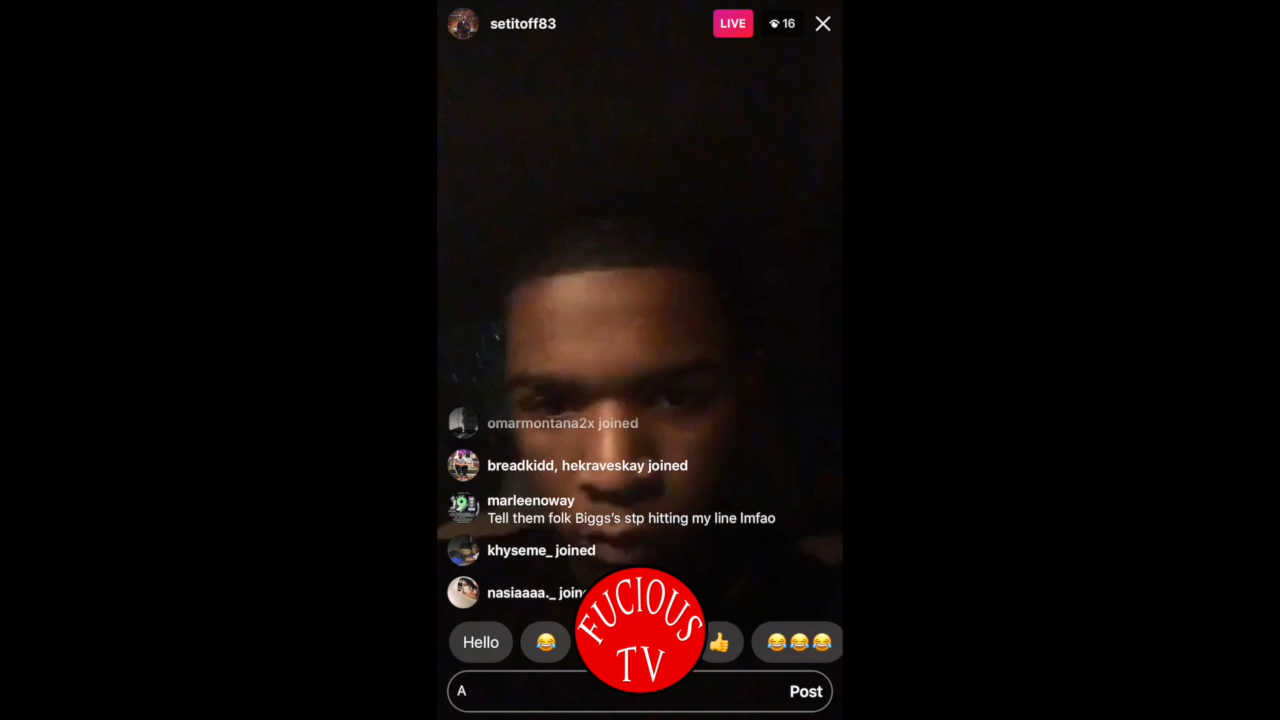 setitoff83
LIVE
16
omarmontana2x joined
breadkidd, hekraveskay joined
marleenoway
Tell them folk Biggs's stp hitting my line lmfao
khyseme_ joined
nasiaaaa._
FUCIOUS
TV
Hello
A
Post